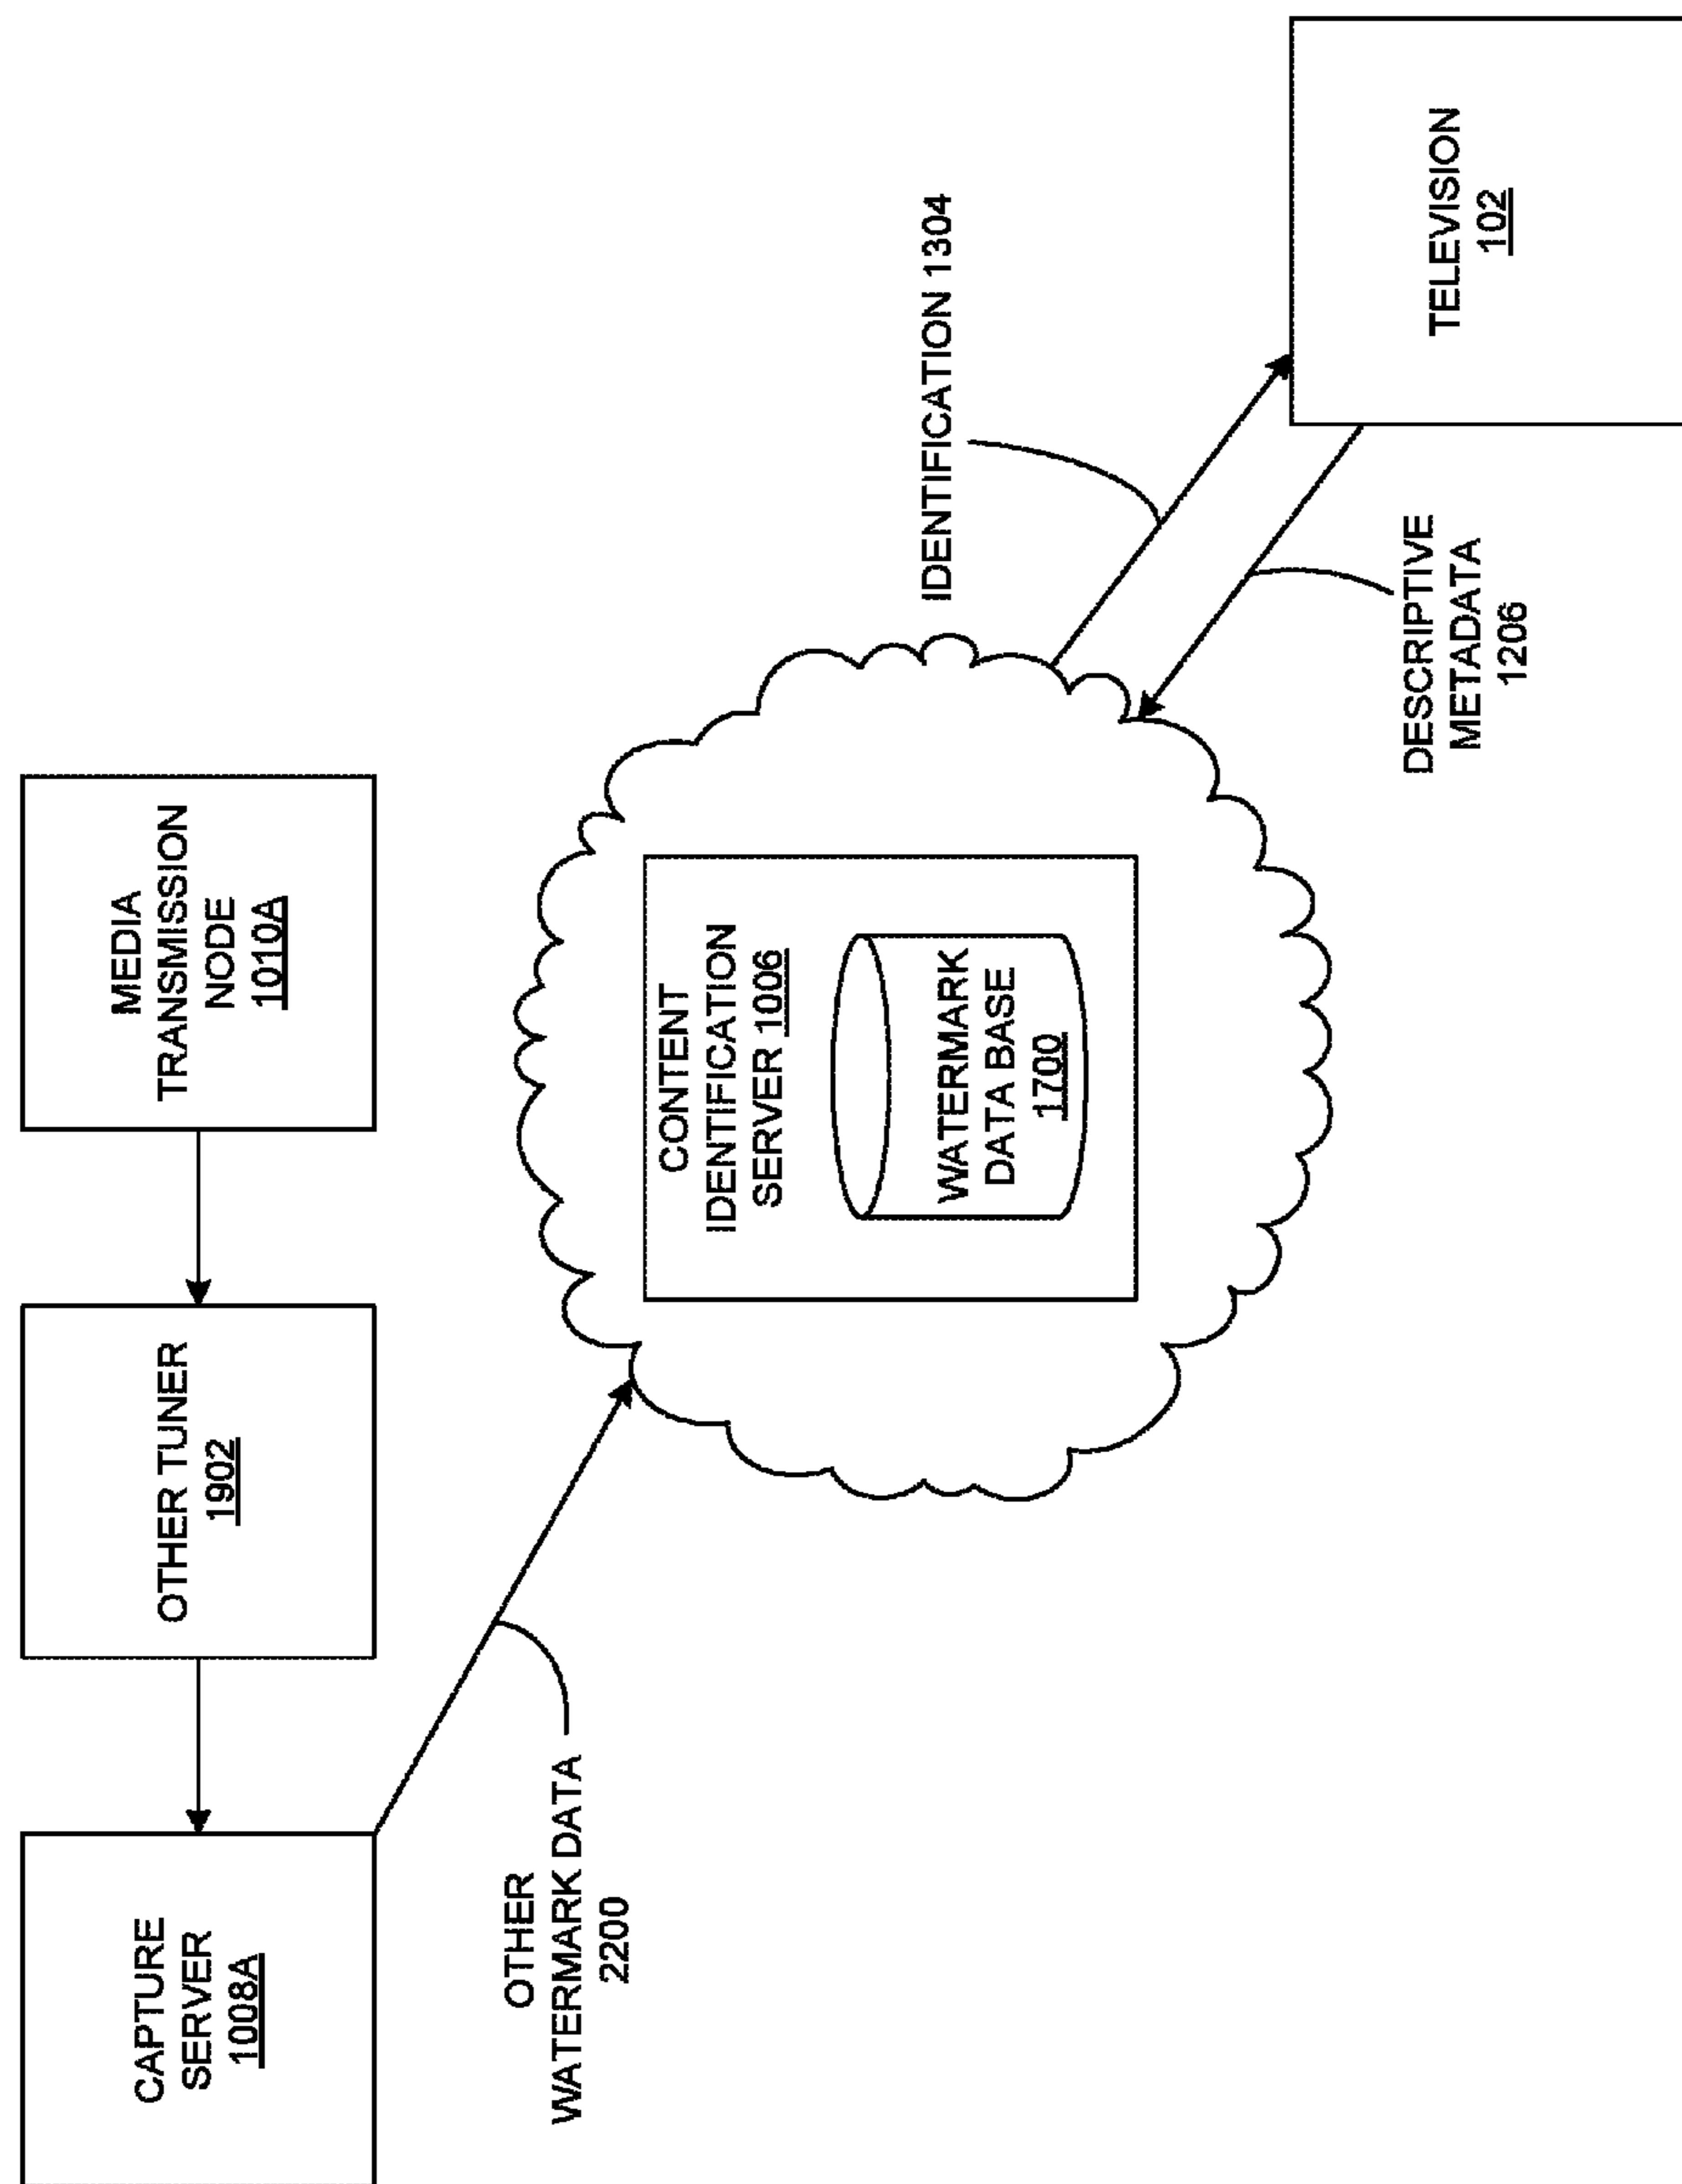 CAPTURE
SERVER
1008A
OTHER TUNER
1902
MEDIA
TRANSMISSION
NODE
1010A
OTHER
WATERMARK DATA
2200
CONTENT
IDENTIFICATION
SERVER 1006
WATERMARK
DATA BASE
1700
IDENTIFICATION 1304
DESCRIPTIVE
METADATA
1206
TELEVISION
102